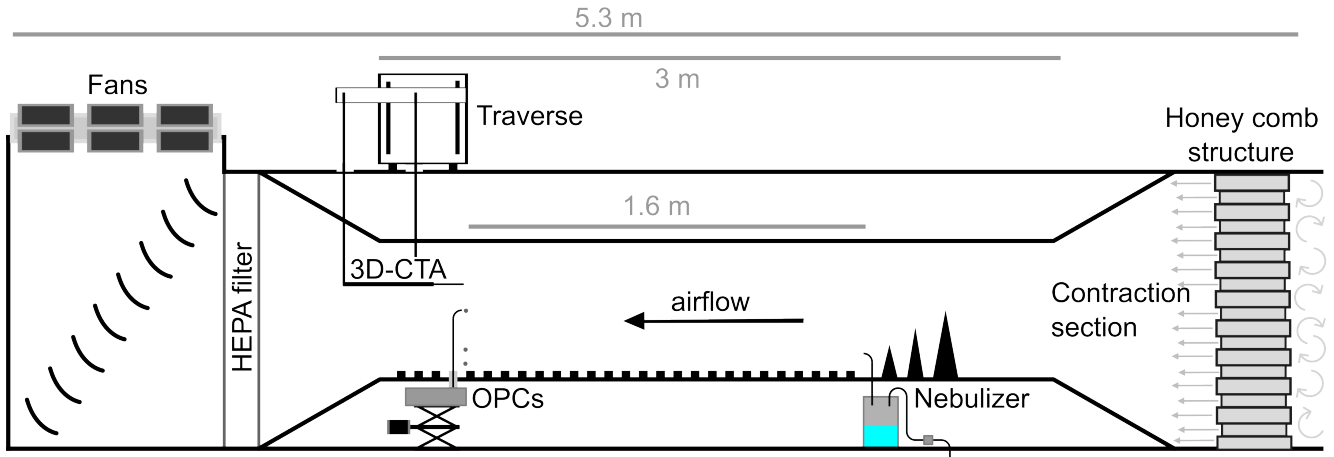 5.3 m
3 m
Fans
Traverse
Honey comb
structure
1.6 m
HEPA filter
3D-CTA
airflow
Contraction
section
OPCs
Nebulizer